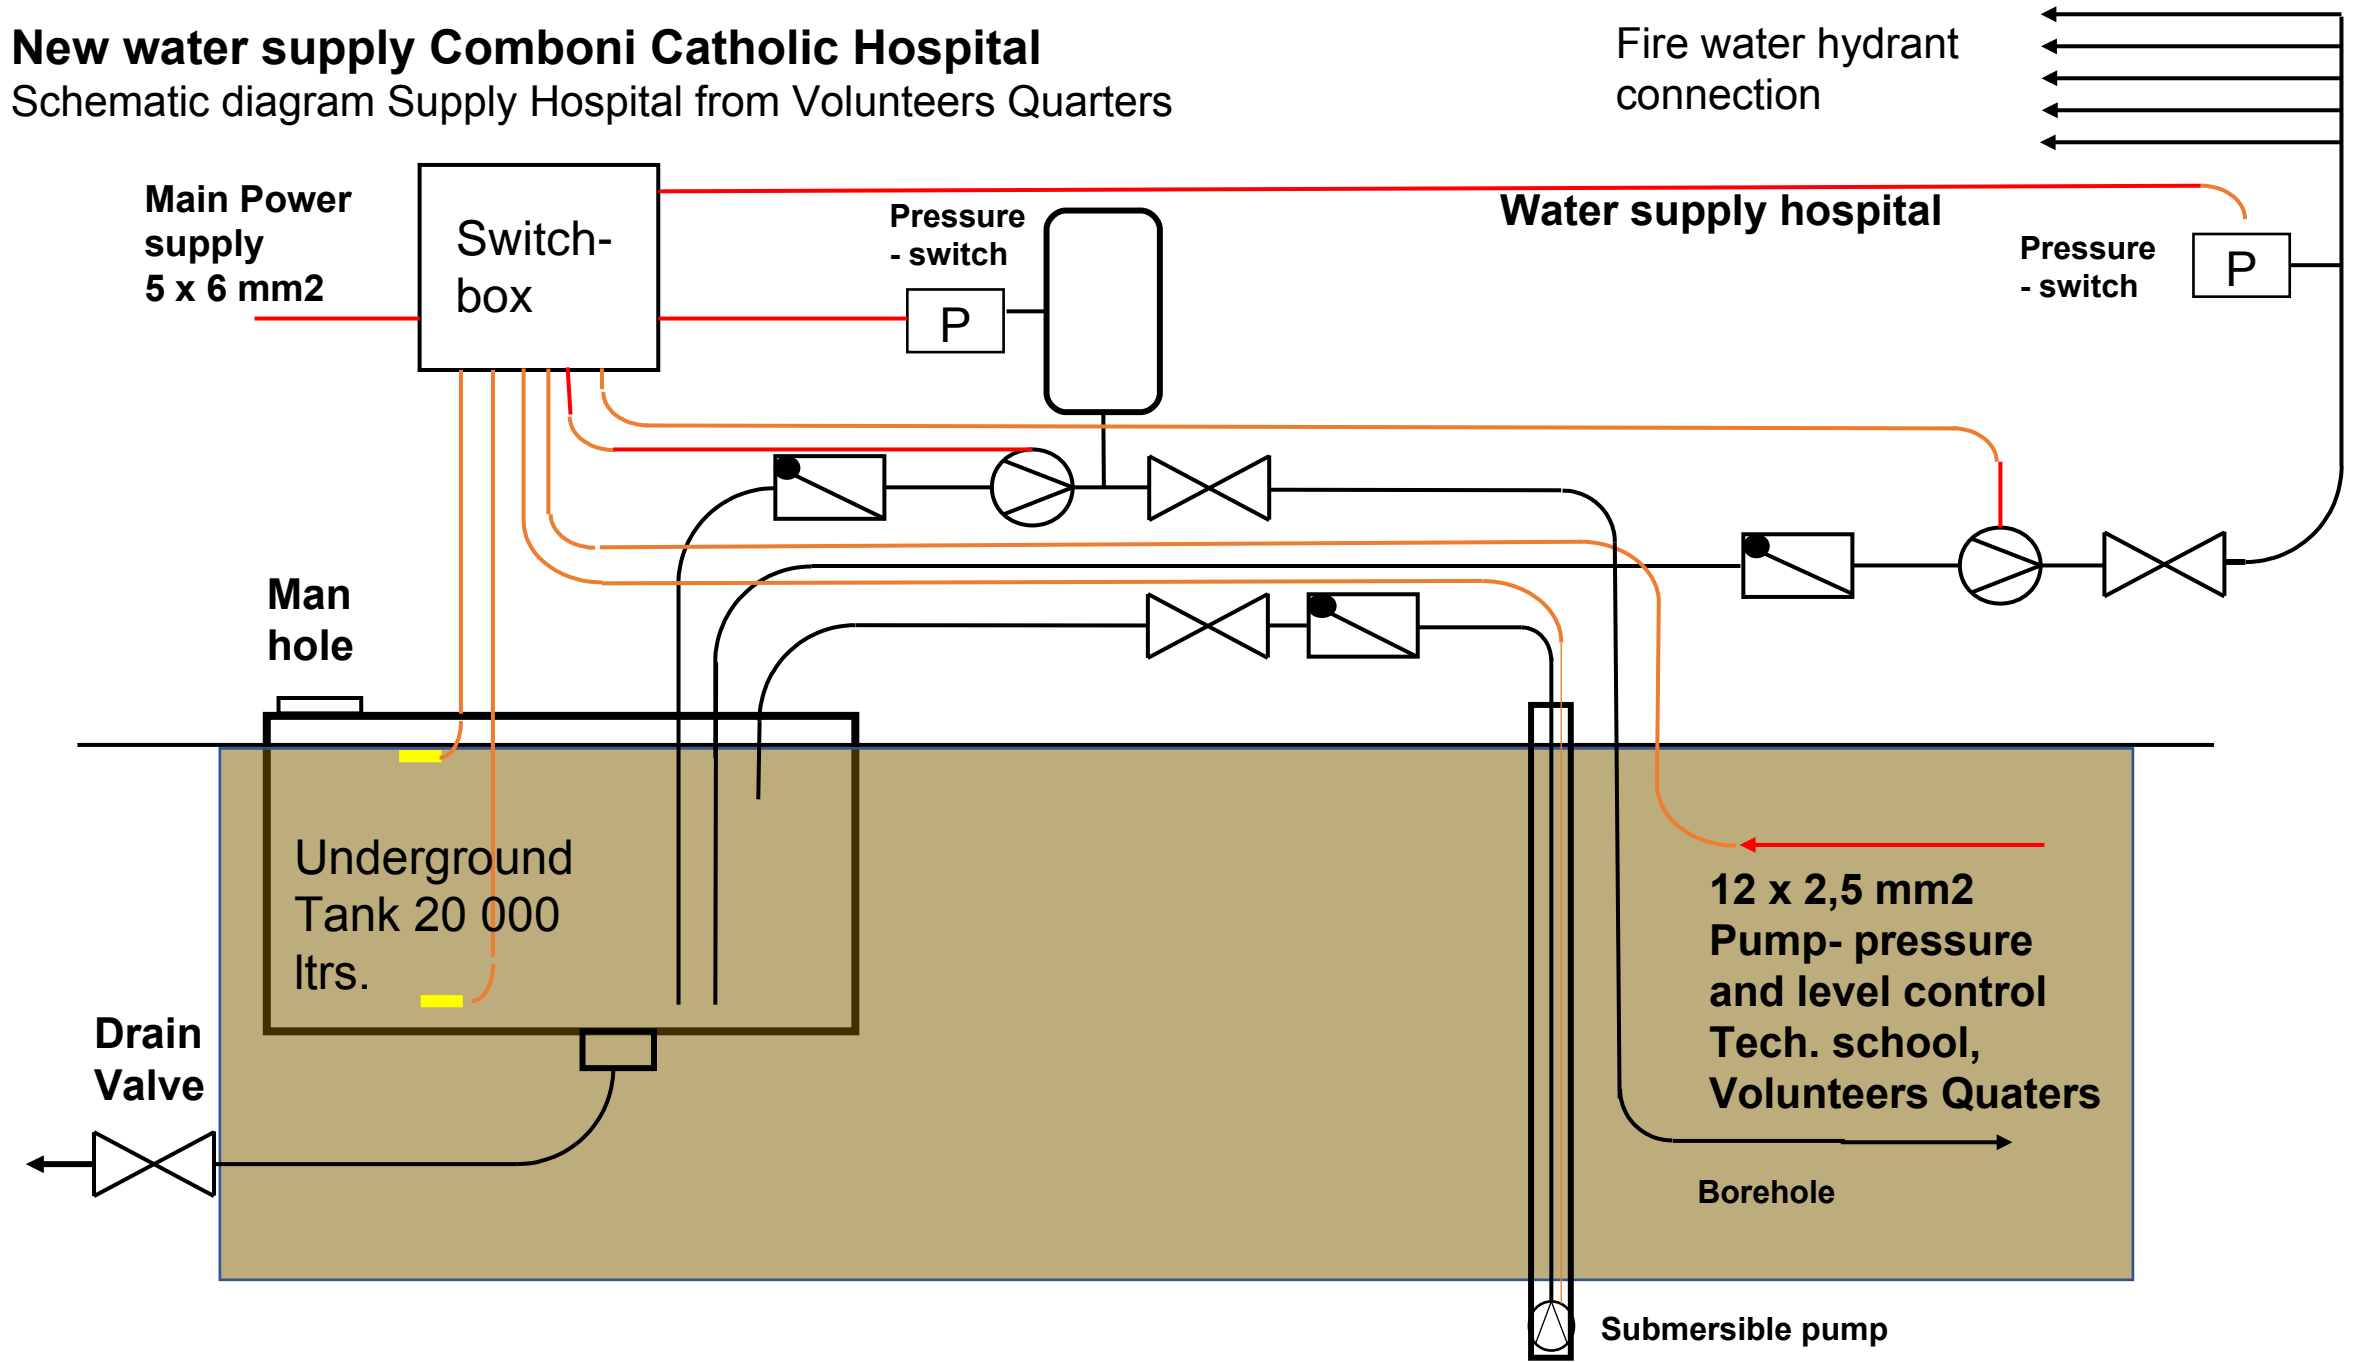 New water supply Comboni Catholic Hospital
Schematic diagram Supply Hospital from Volunteers Quarters
Fire water hydrant
connection
Main Power
supply
5 x 6 mm2
Switch-
box
Pressure
- switch
P
Water supply hospital
Pressure
- switch
P
Man
hole
Underground
Tank 20 000
ltrs.
Drain
Valve
12 x 2,5 mm2
Pump- pressure
and level control
Tech. school,
Volunteers Quaters
Borehole
Submersible pump